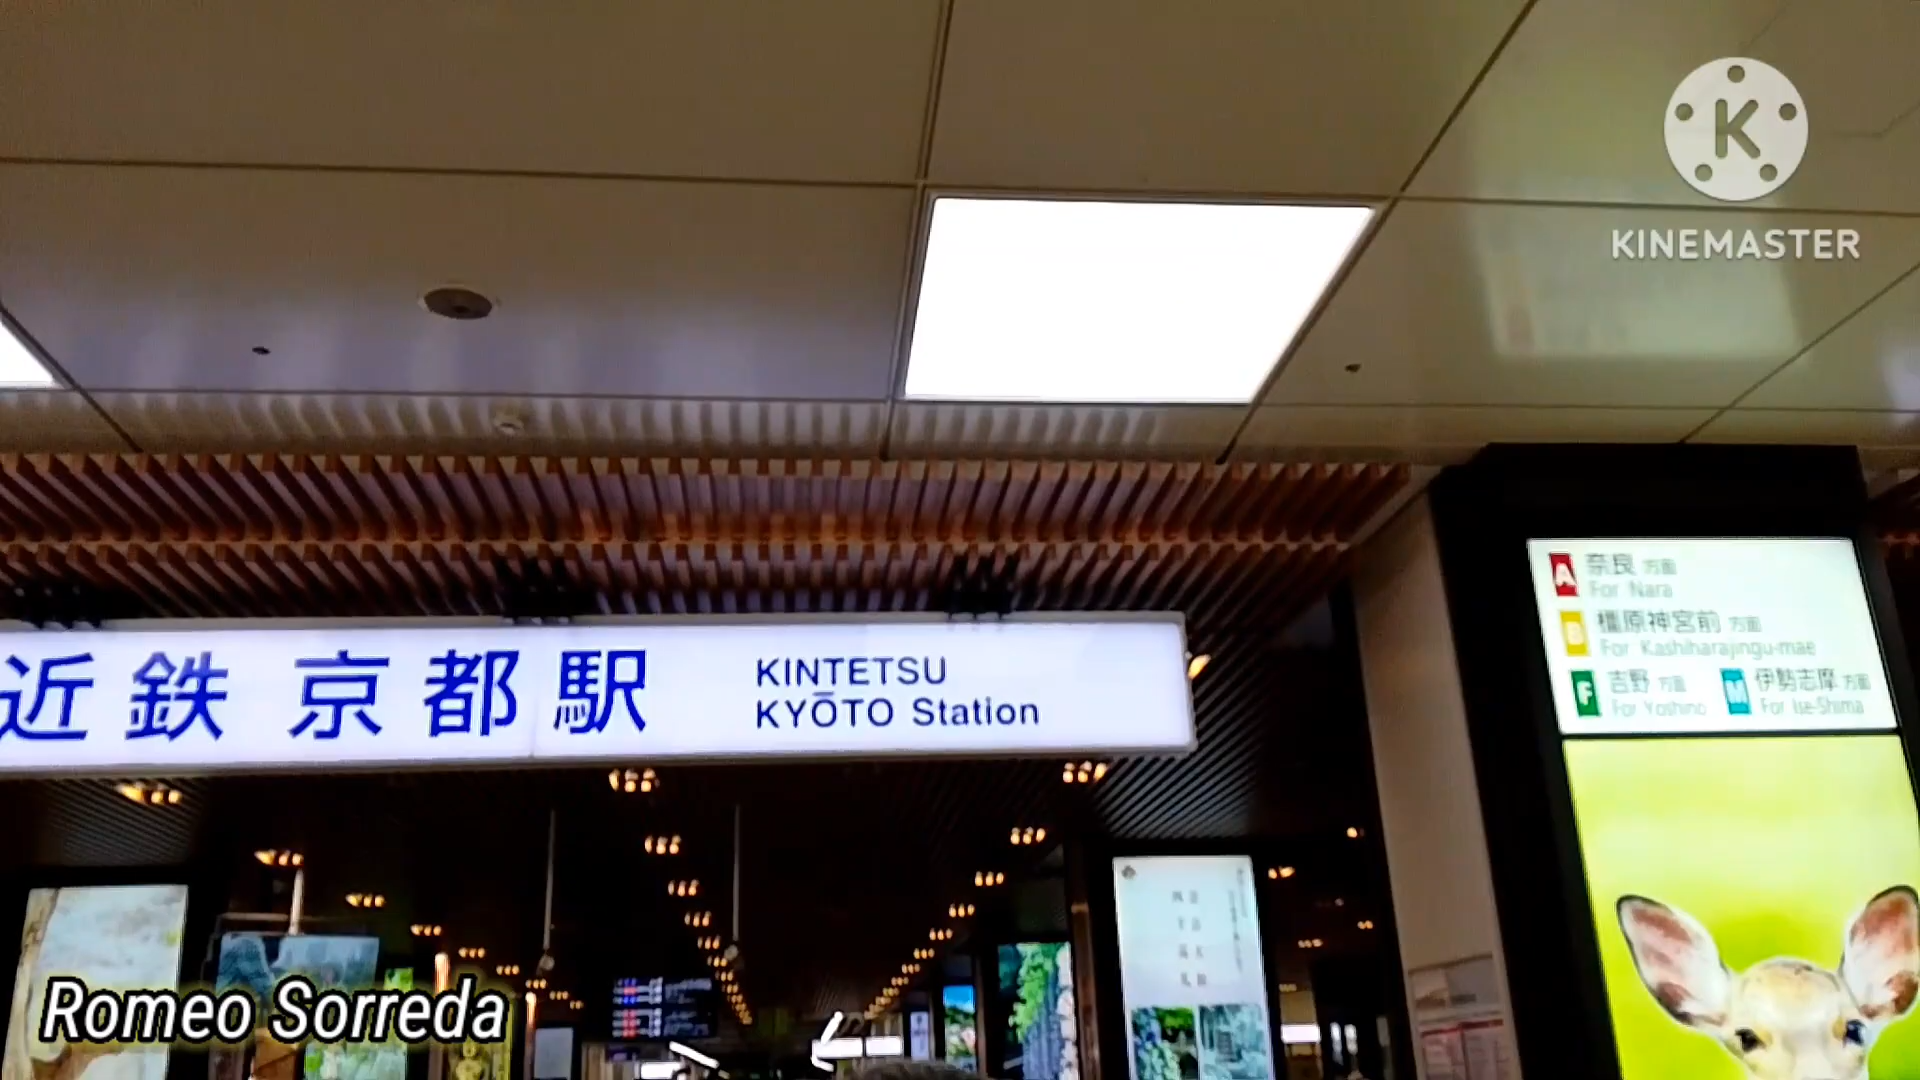 K
KINEMASTER
近鉄 京都駅
KINTETSU
KYŌTO Station
A 奈良 方面
For Nara
B 橿原神宮前 方面
For Kashiharajingu-mae
F 吉野 方面
For Yoshino
M 伊勢志摩 方面
For Ise-Shima
Romeo Sorreda